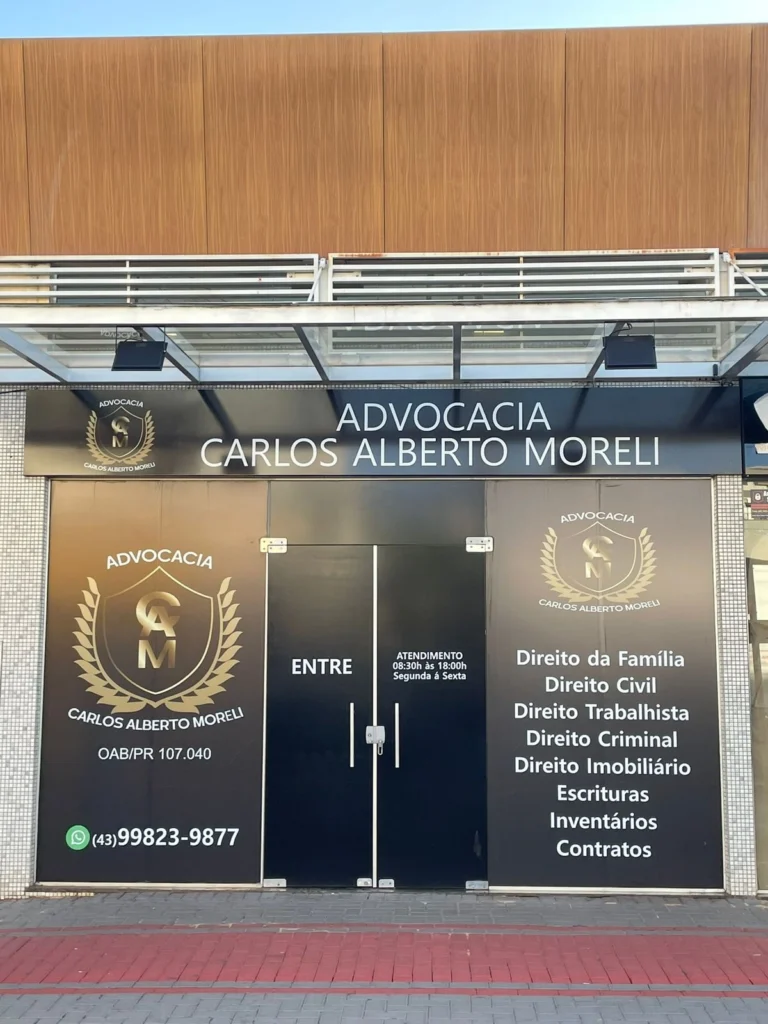 ADVOCACIA
CAM
CARLOS ALBERTO MORELI
ADVOCACIA
CARLOS ALBERTO MORELI
ADVOCACIA
CAM
CARLOS ALBERTO MORELI
OAB/PR 107.040
(43)99823-9877
ENTRE
ATENDIMENTO
08:30h às 18:00h
Segunda á Sexta
ADVOCACIA
CAM
CARLOS ALBERTO MORELI
Direito da Família
Direito Civil
Direito Trabalhista
Direito Criminal
Direito Imobiliário
Escrituras
Inventários
Contratos